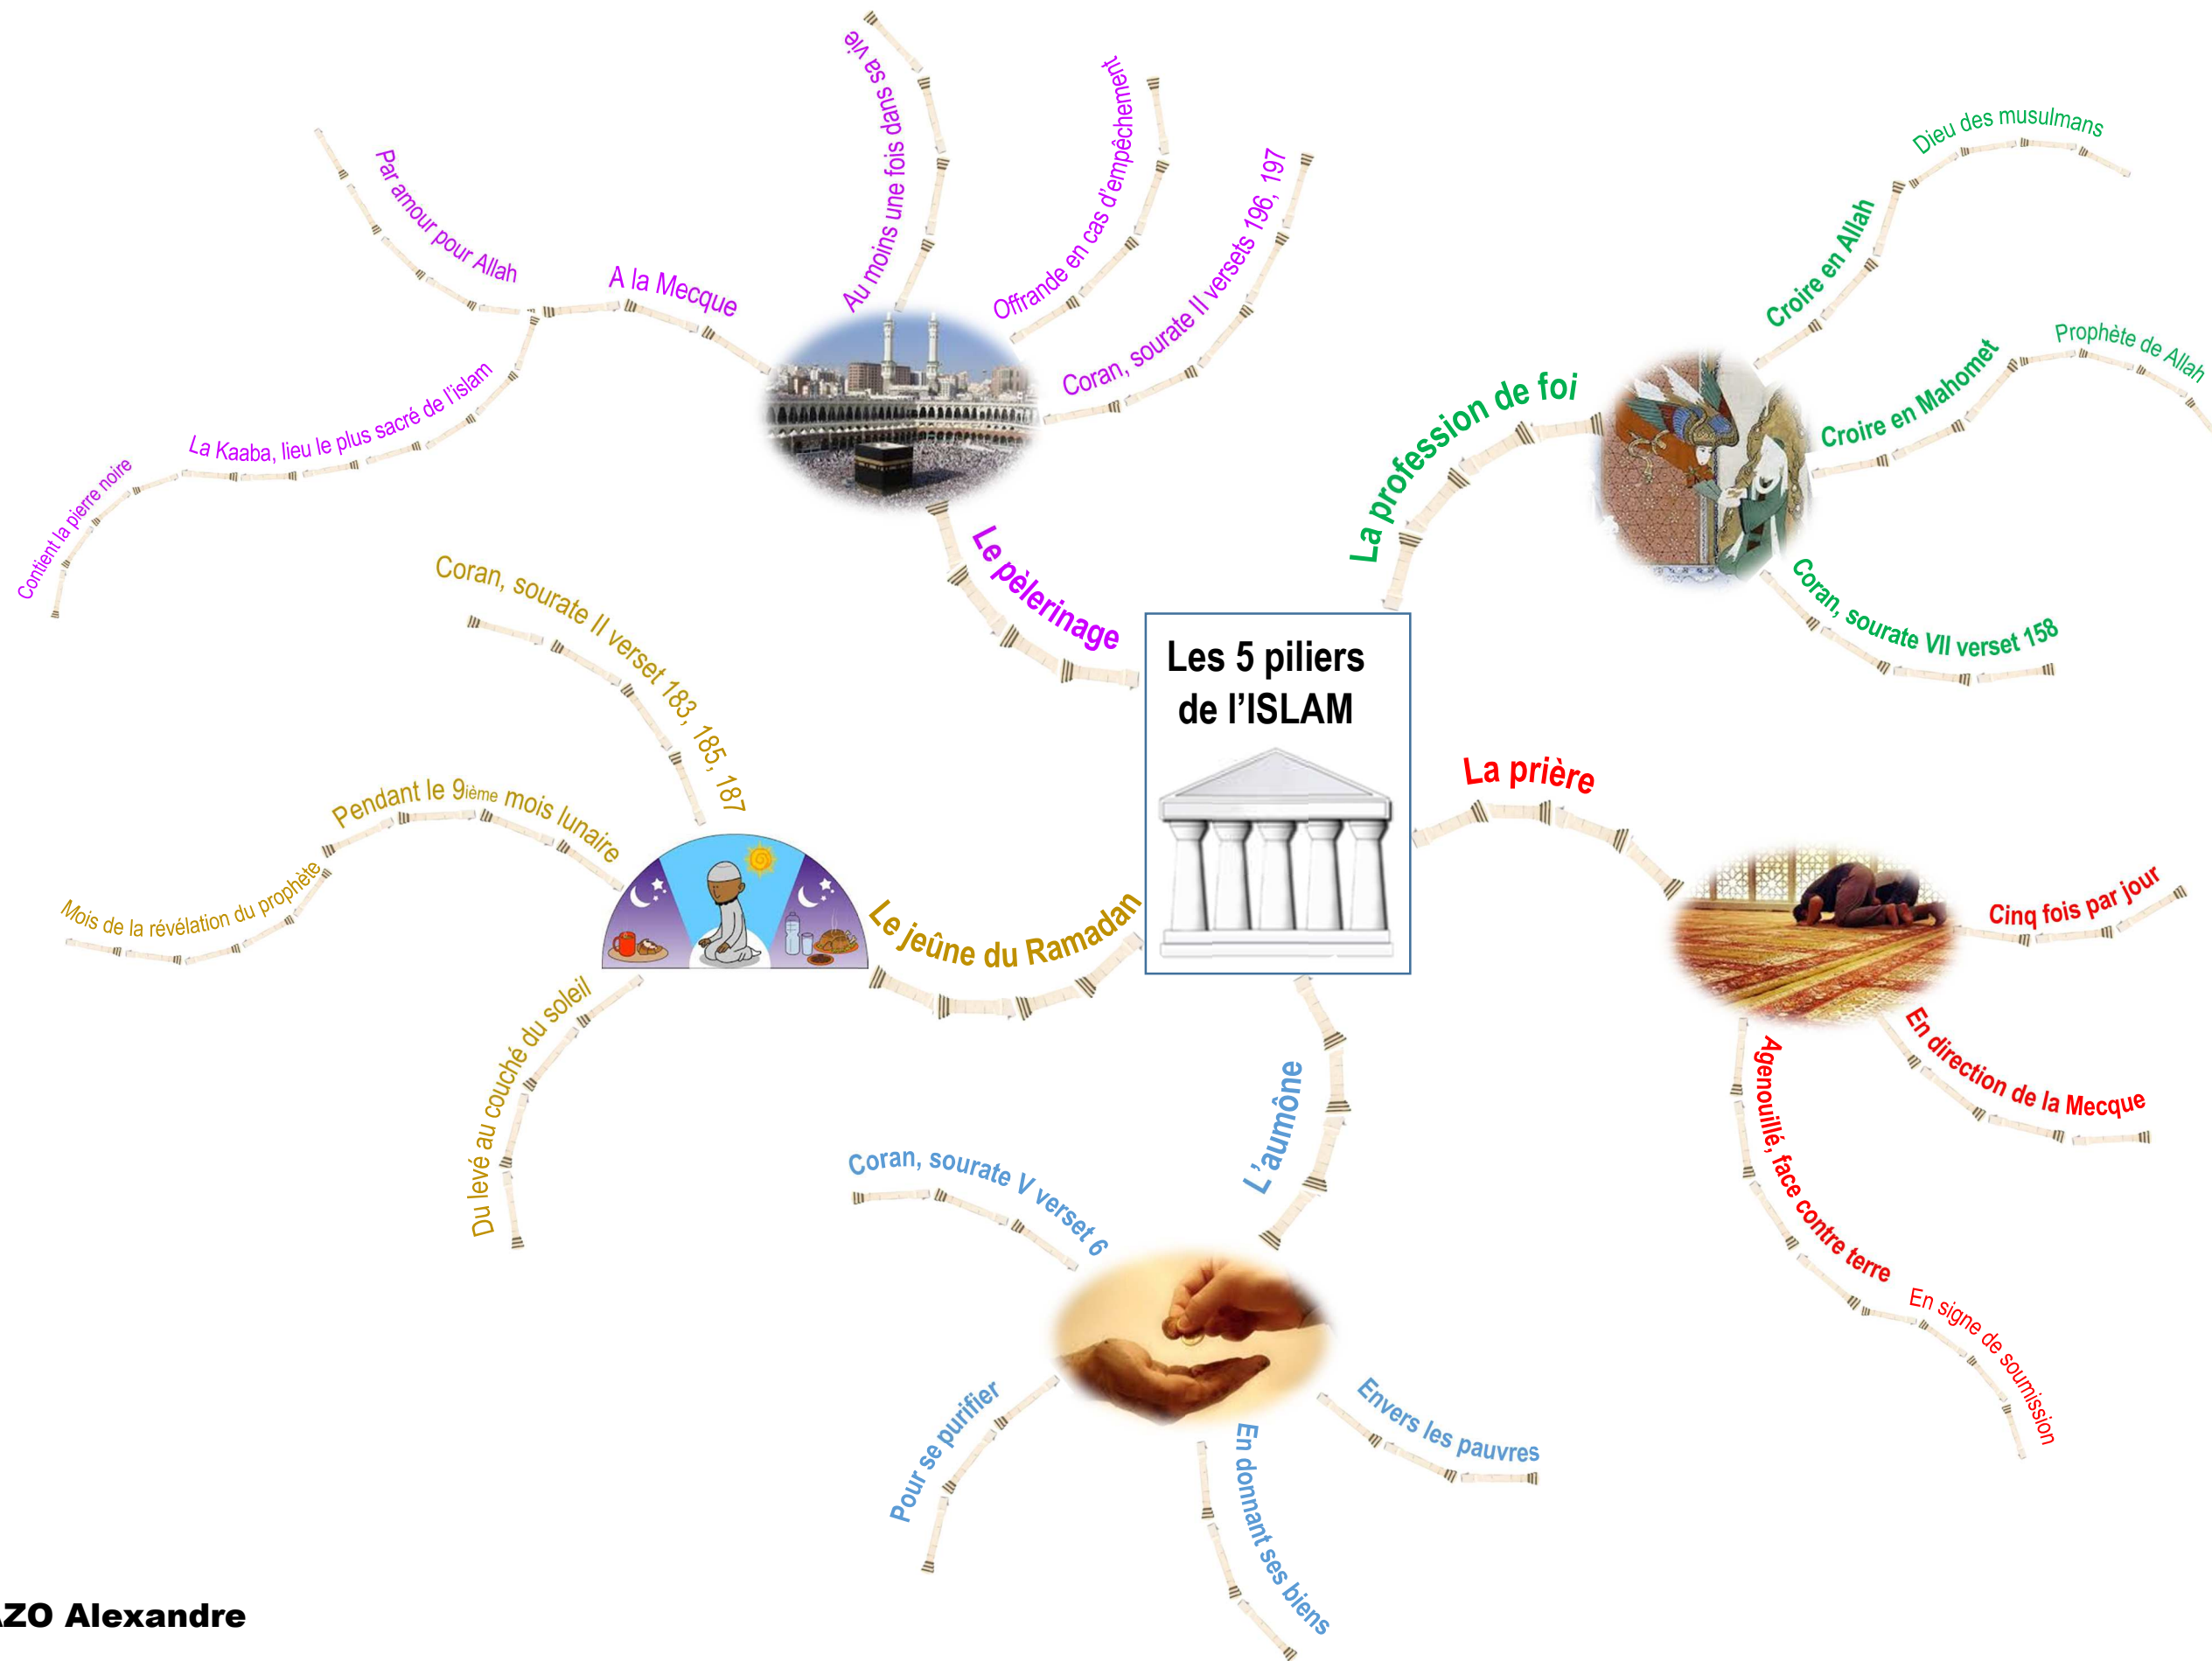 Les 5 piliers
de l'ISLAM
La profession de foi
Croire en Allah
Dieu des musulmans
Croire en Mahomet
Prophète de Allah
Coran, sourate VII verset 158
La prière
Cinq fois par jour
En direction de la Mecque
Agenouillé, face contre terre
En signe de soumission
L'aumône
Envers les pauvres
En donnant ses biens
Pour se purifier
Coran, sourate V verset 6
Le jeûne du Ramadan
Du levé au couché du soleil
Pendant le 9ième mois lunaire
Mois de la révélation du prophète
Coran, sourate II verset 183, 185, 187
Le pèlerinage
A la Mecque
Par amour pour Allah
La Kaaba, lieu le plus sacré de l'islam
Contient la pierre noire
Au moins une fois dans sa vie
Offrande en cas d'empêchement
Coran, sourate II versets 196, 197
Alexandre